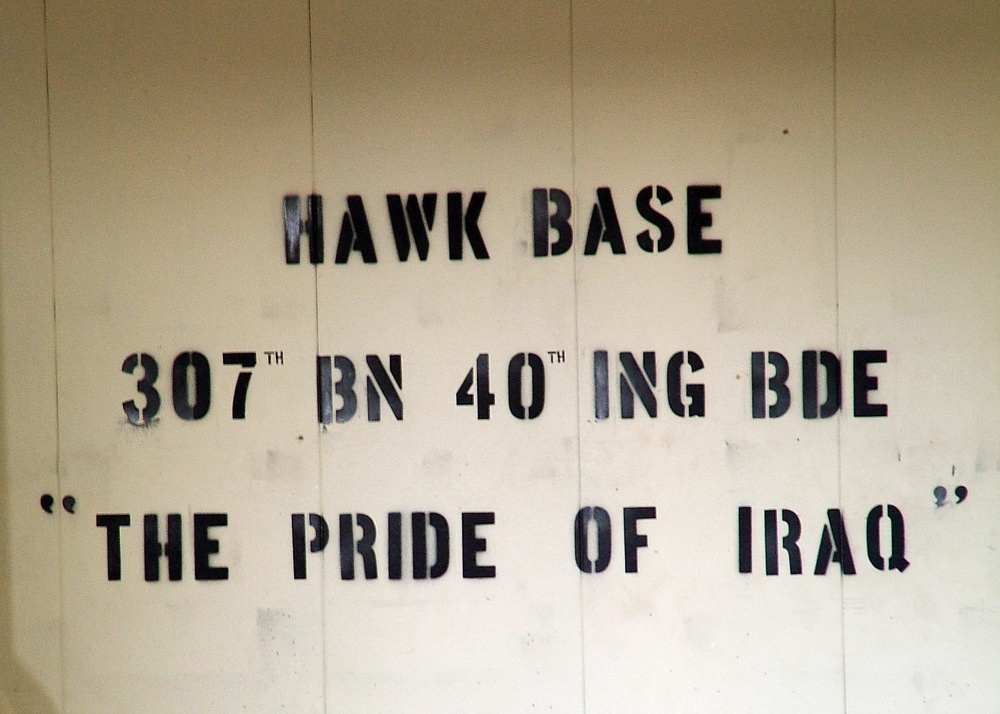 HAWK BASE
307TH BN 40TH ING BDE
"THE PRIDE OF IRAQ"